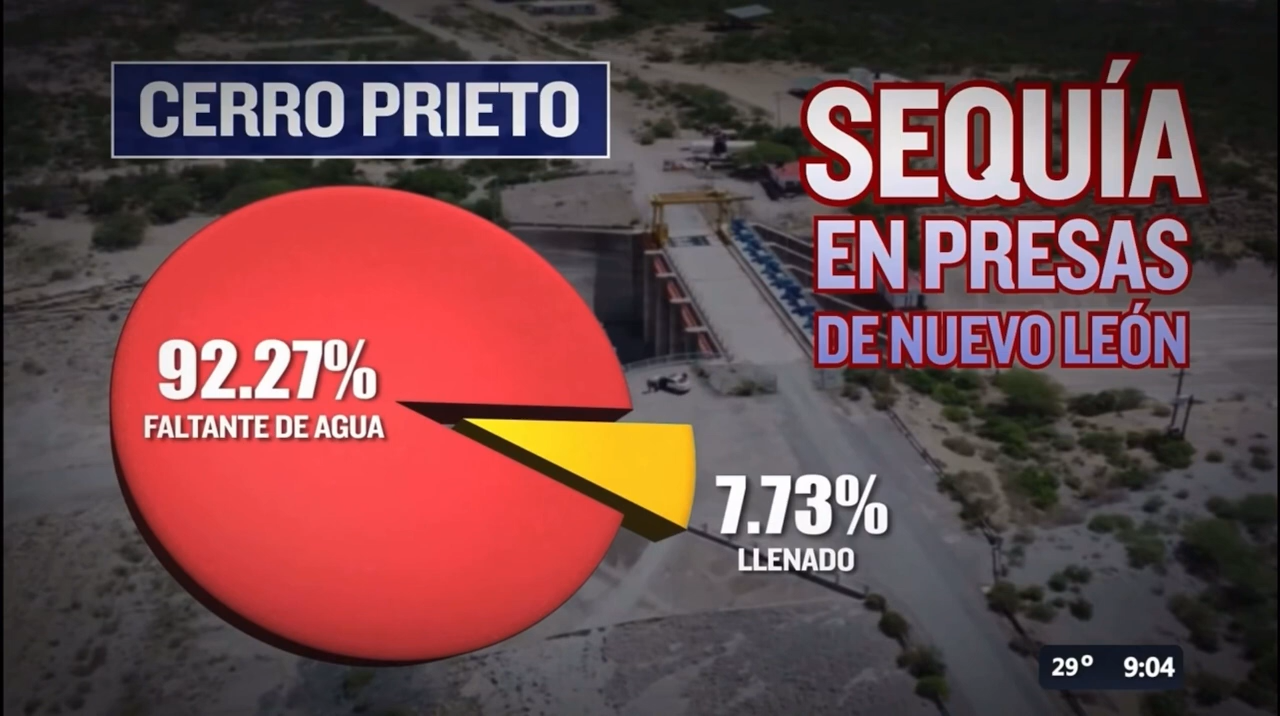 CERRO PRIETO
SEQUÍA
EN PRESAS
DE NUEVO LEÓN
92.27%
FALTANTE DE AGUA
7.73%
LLENADO
29° 9:04